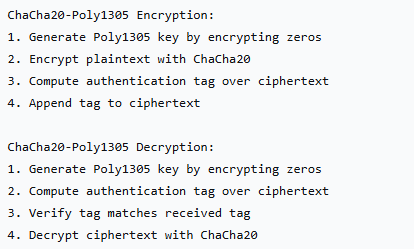 ChaCha20-Poly1305 Encryption:
1. Generate Poly1305 key by encrypting zeros
2. Encrypt plaintext with ChaCha20
3. Compute authentication tag over ciphertext
4. Append tag to ciphertext

ChaCha20-Poly1305 Decryption:
1. Generate Poly1305 key by encrypting zeros
2. Compute authentication tag over ciphertext
3. Verify tag matches received tag
4. Decrypt ciphertext with ChaCha20